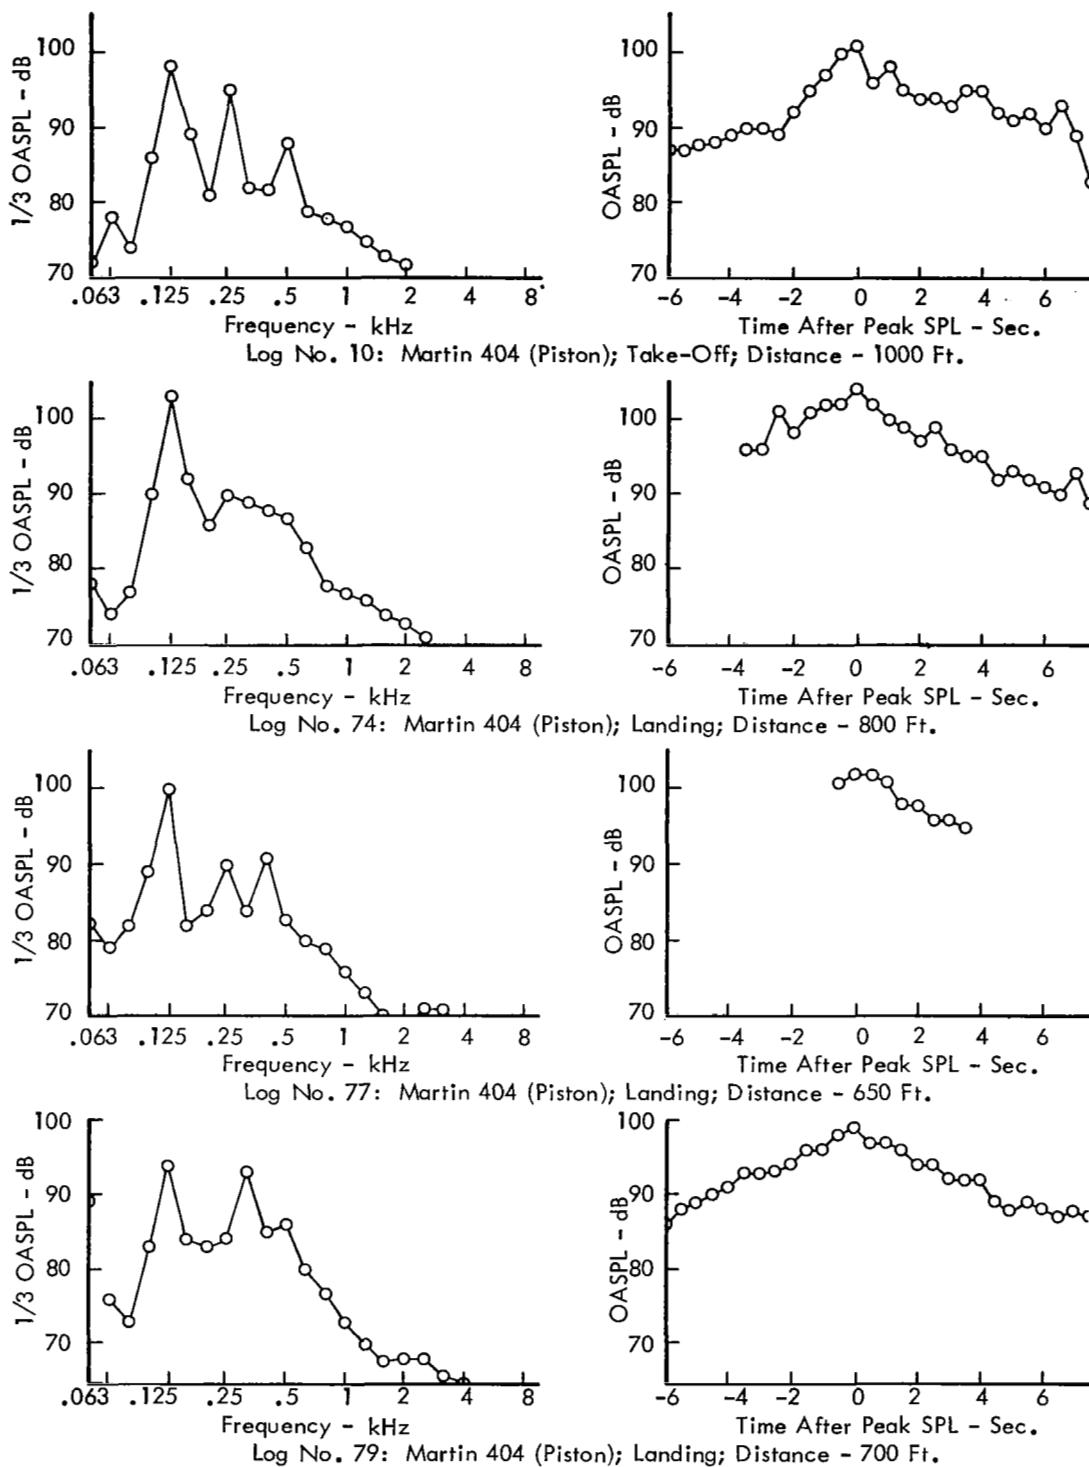 1/3 OASPL - dB
100
90
80
70
.063 .125 .25 .5 1 2 4 8
Frequency - kHz
OASPL - dB
100
90
80
70
-6 -4 -2 0 2 4 6
Time After Peak SPL - Sec.
Log No. 10: Martin 404 (Piston); Take-Off; Distance - 1000 Ft.
1/3 OASPL - dB
100
90
80
70
.063 .125 .25 .5 1 2 4 8
Frequency - kHz
OASPL - dB
100
90
80
70
-6 -4 -2 0 2 4 6
Time After Peak SPL - Sec.
Log No. 74: Martin 404 (Piston); Landing; Distance - 800 Ft.
1/3 OASPL - dB
100
90
80
70
.063 .125 .25 .5 1 2 4 8
Frequency - kHz
OASPL - dB
100
90
80
70
-6 -4 -2 0 2 4 6
Time After Peak SPL - Sec.
Log No. 77: Martin 404 (Piston); Landing; Distance - 650 Ft.
1/3 OASPL - dB
100
90
80
70
.063 .125 .25 .5 1 2 4 8
Frequency - kHz
OASPL - dB
100
90
80
70
-6 -4 -2 0 2 4 6
Time After Peak SPL - Sec.
Log No. 79: Martin 404 (Piston); Landing; Distance - 700 Ft.